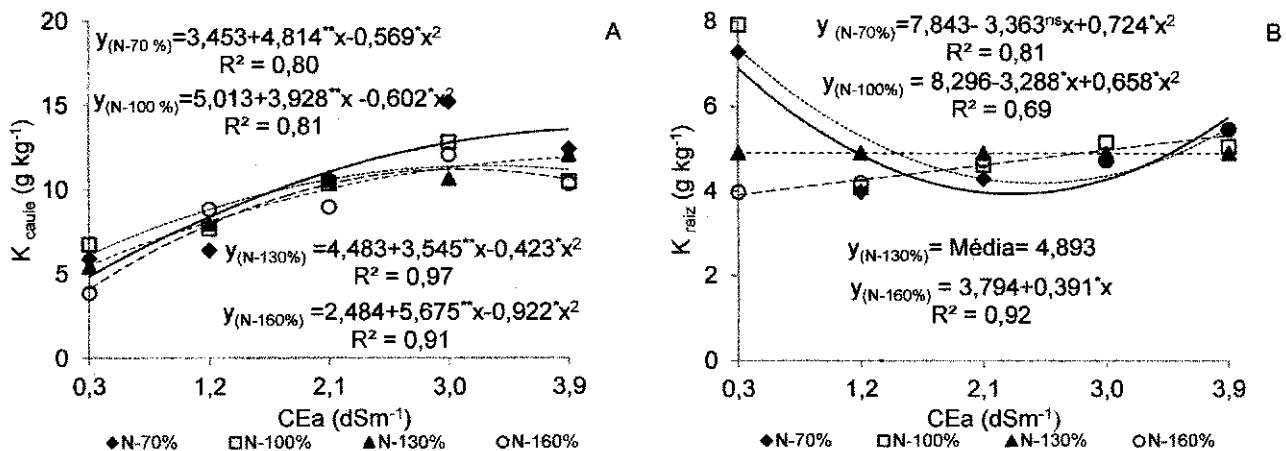 A
y(N-70 %)=3,453+4,814**x-0,569*x²
R² = 0,80
y(N-100 %)=5,013+3,928**x -0,602*x²
R² = 0,81
y(N-130%) =4,483+3,545**x-0,423*x²
R² = 0,97
y(N-160%) =2,484+5,675**x-0,922*x²
R² = 0,91
K caule (g kg⁻¹)
20
15
10
5
0
0,3 1,2 2,1 3,0 3,9
CEa (dSm⁻¹)
N-70% N-100% N-130% N-160%
B
y (N-70%)=7,843- 3,363ⁿˢx+0,724*x²
R² = 0,81
y(N-100%) = 8,296-3,288*x+0,658*x²
R² = 0,69
y(N-130%)= Média= 4,893
y(N-160%) = 3,794+0,391*x
R² = 0,92
K raiz (g kg⁻¹)
8
6
4
2
0
0,3 1,2 2,1 3,0 3,9
CEa (dSm⁻¹)
N-70% N-100% N-130% N-160%